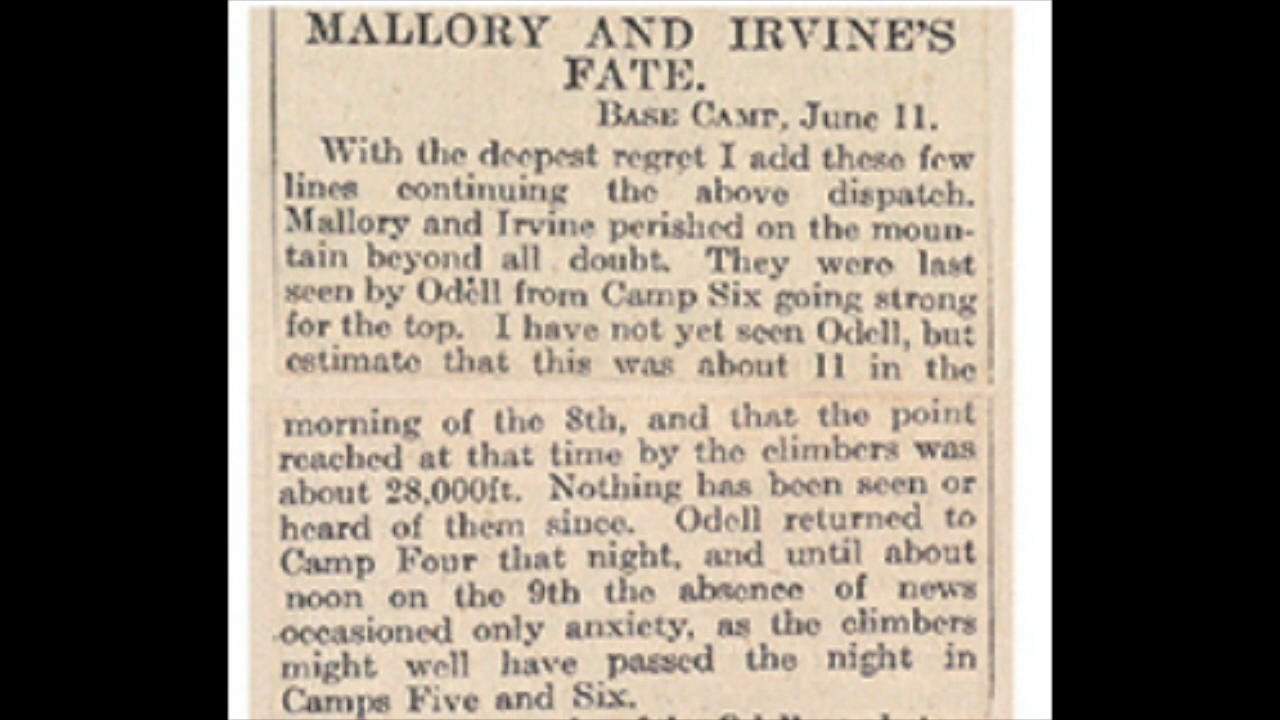 MALLORY AND IRVINE'S
FATE.
BASE CAMP, June 11.
With the deepest regret I add these few
lines continuing the above dispatch.
Mallory and Irvine perished on the moun-
tain beyond all doubt. They were last
seen by Odell from Camp Six going strong
for the top. I have not yet seen Odell, but
estimate that this was about 11 in the
morning of the 8th, and that the point
reached at that time by the climbers was
about 28,000ft. Nothing has been seen or
heard of them since. Odell returned to
Camp Four that night, and until about
noon on the 9th the absence of news
occasioned only anxiety, as the climbers
might well have passed the night in
Camps Five and Six.